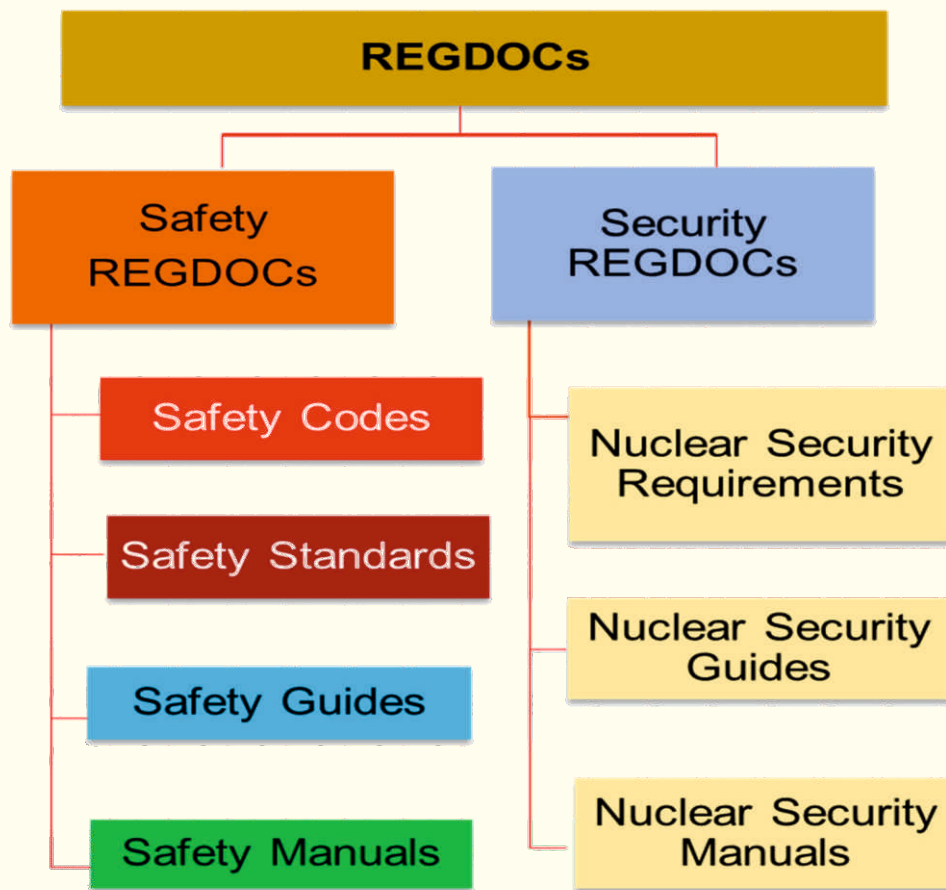 REGDOCs
Safety
REGDOCs
Security
REGDOCs
Safety Codes
Safety Standards
Safety Guides
Safety Manuals
Nuclear Security
Requirements
Nuclear Security
Guides
Nuclear Security
Manuals